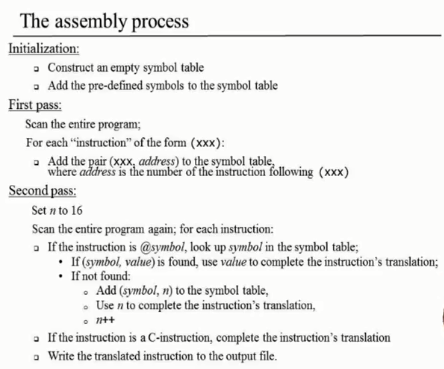 The assembly process
Initialization:
Construct an empty symbol table
Add the pre-defined symbols to the symbol table
First pass:
Scan the entire program;
For each “instruction” of the form (xxx):
Add the pair (xxx, address) to the symbol table,
where address is the number of the instruction following (xxx)
Second pass:
Set n to 16
Scan the entire program again; for each instruction:
If the instruction is @symbol, look up symbol in the symbol table;
• If (symbol, value) is found, use value to complete the instruction’s translation;
• If not found:
Add (symbol, n) to the symbol table,
Use n to complete the instruction’s translation,
n++
If the instruction is a C-instruction, complete the instruction’s translation
Write the translated instruction to the output file.